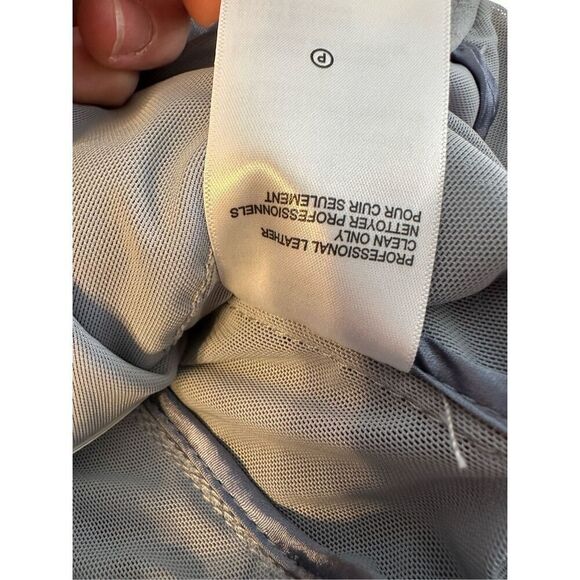 PROFESSIONAL LEATHER
CLEAN ONLY
NETTOYER PROFESSIONNELS
POUR CUIR SEULEMENT
P